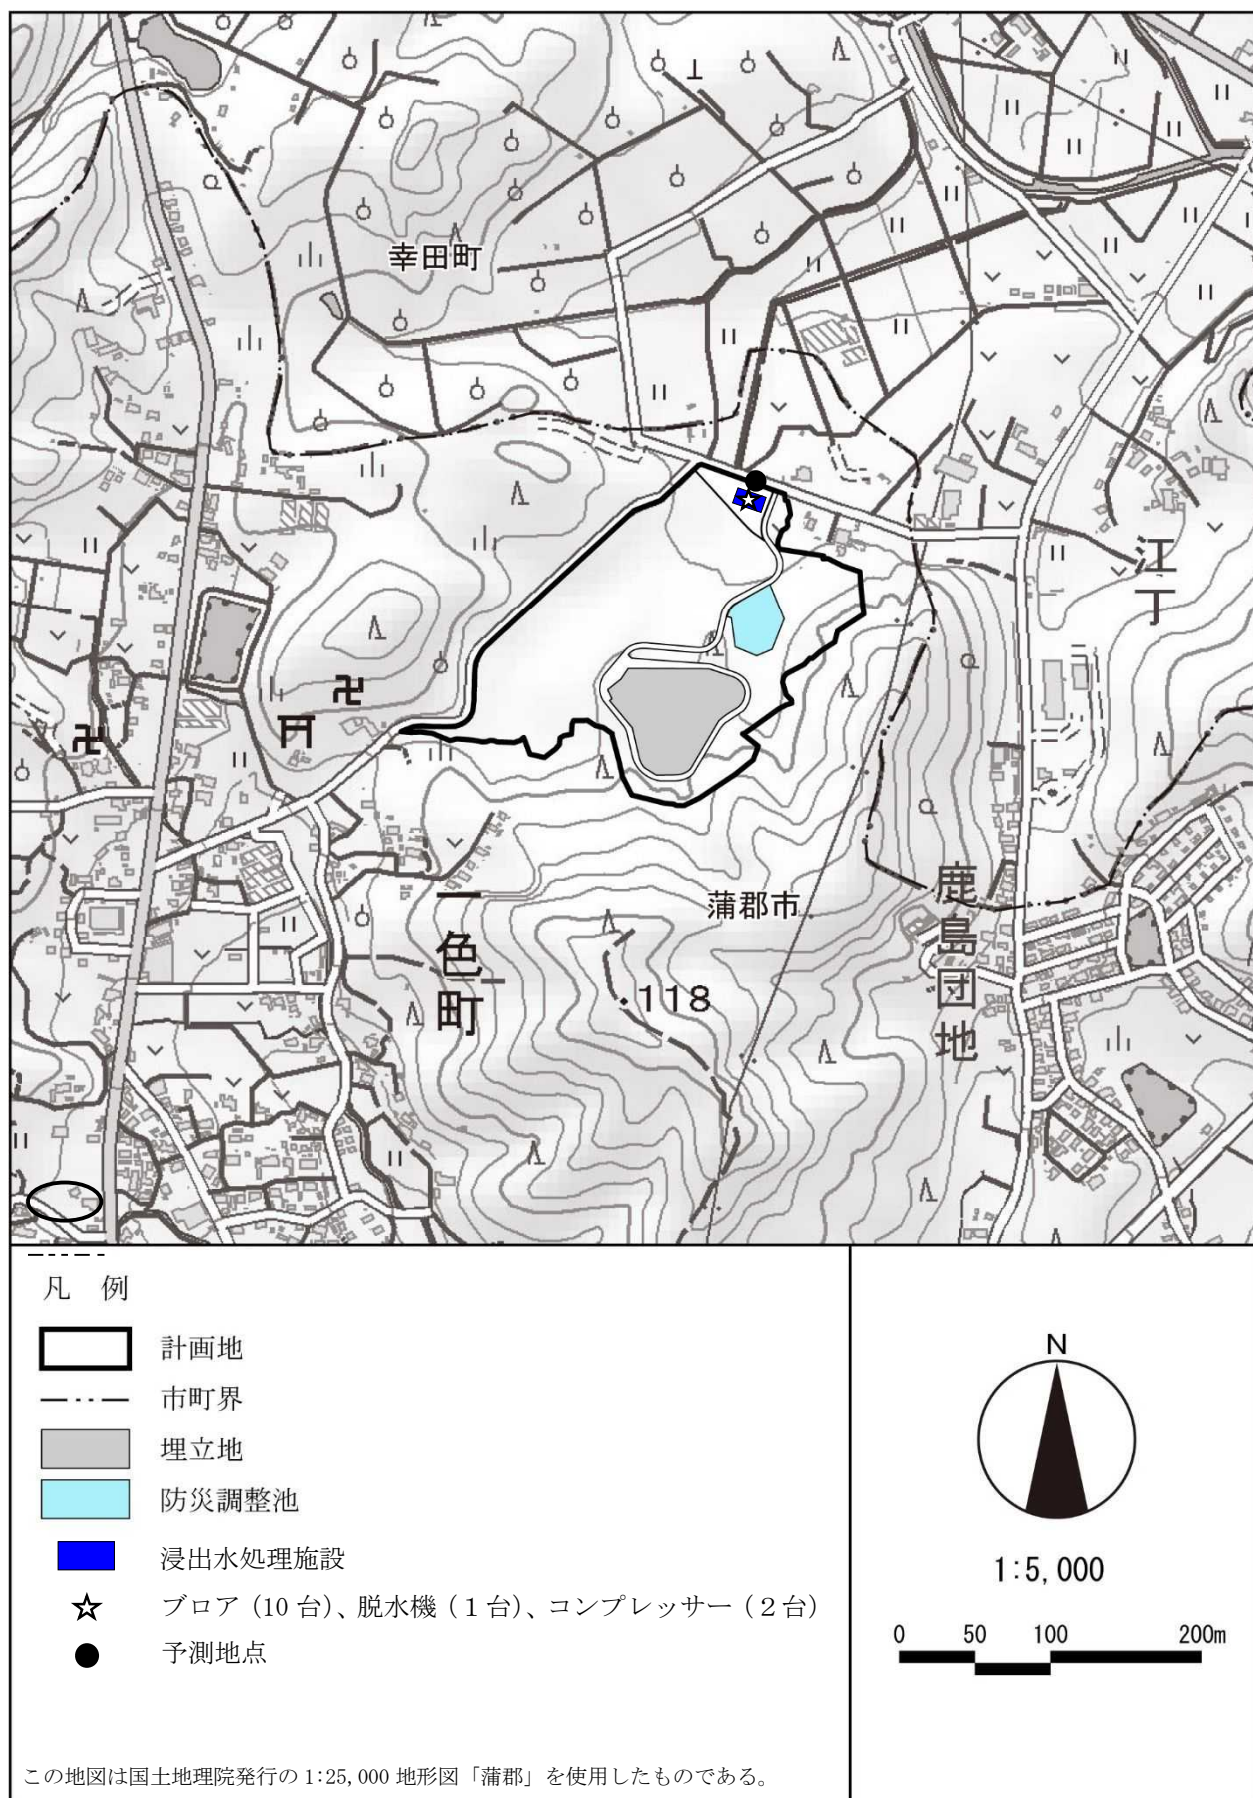 幸田町
江丁
蒲郡市
一色町
118
鹿島団地
凡 例
計画地
市町界
埋立地
防災調整池
浸出水処理施設
ブロア（10 台）、脱水機（１台）、コンプレッサー（２台）
予測地点
N
1:5,000
0 50 100 200m
この地図は国土地理院発行の 1:25,000 地形図「蒲郡」を使用したものである。